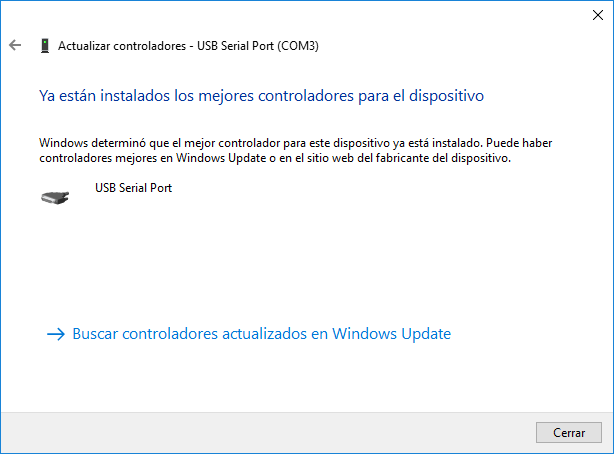 Actualizar controladores - USB Serial Port (COM3)
Ya están instalados los mejores controladores para el dispositivo
Windows determinó que el mejor controlador para este dispositivo ya está instalado. Puede haber
controladores mejores en Windows Update o en el sitio web del fabricante del dispositivo.
USB Serial Port
Buscar controladores actualizados en Windows Update
Cerrar